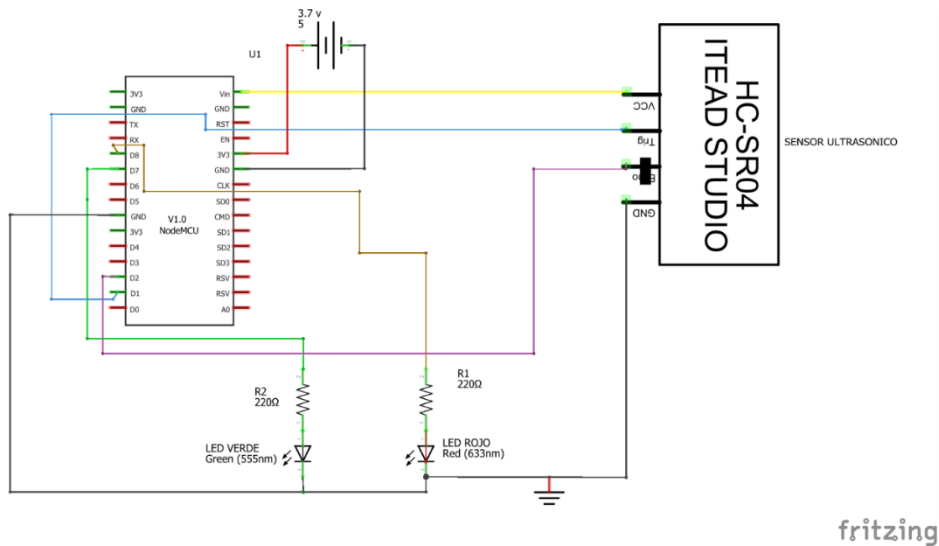 3.7 v
5
U1
3V3
GND
TX
RX
D8
D7
D6
D5
GND
3V3
D4
D3
D2
D1
D0
Vin
GND
RST
EN
3V3
GND
CLK
SD0
CMD
SD1
SD2
SD3
RSV
RSV
A0
V1.0
NodeMCU
VCC
Trig
GND
HC-SR04
ITEAD STUDIO
SENSOR ULTRASONICO
R2
220Ω
R1
220Ω
LED VERDE
Green (555nm)
LED ROJO
Red (633nm)
fritzing